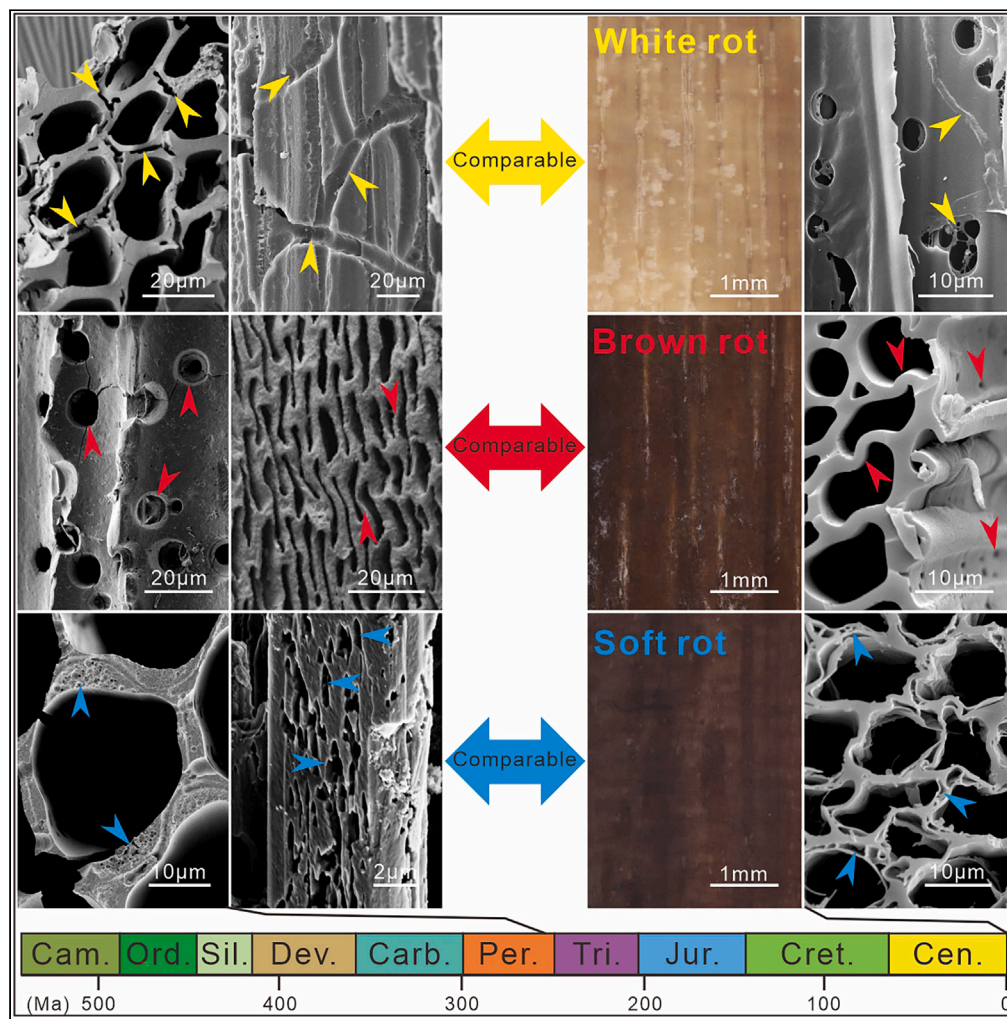 White rot
Comparable
20µm
20µm
1mm
10µm
Brown rot
Comparable
20µm
20µm
1mm
10µm
Soft rot
Comparable
10µm
2µm
1mm
10µm
Cam. Ord. Sil. Dev. Carb. Per. Tri. Jur. Cret. Cen.
(Ma) 500 400 300 200 100 0